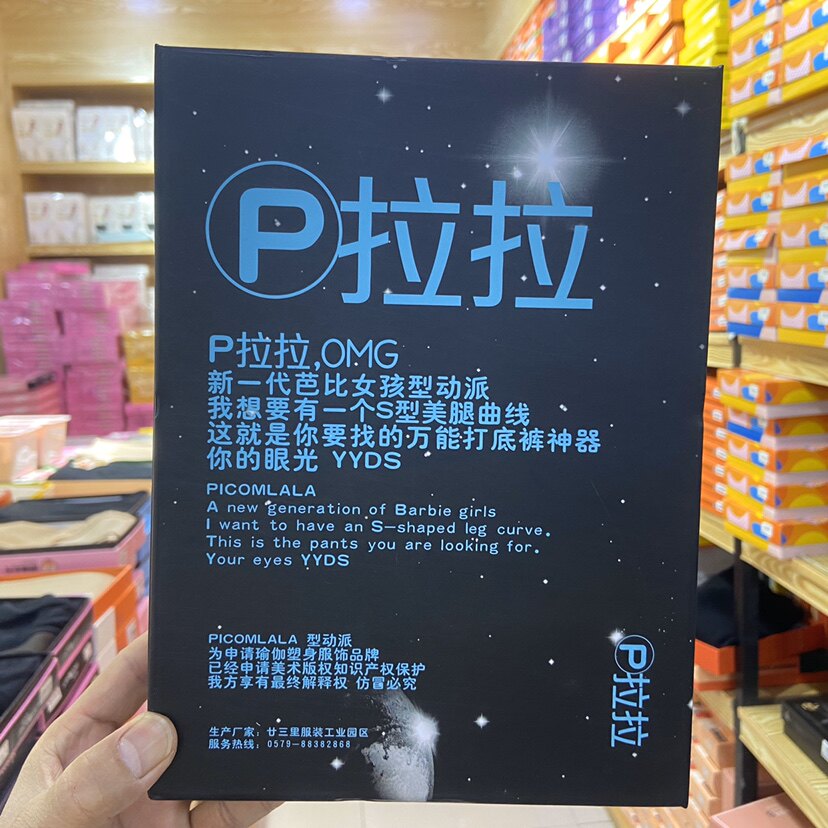 P拉拉
P拉拉,OMG
新一代芭比女孩型动派
我想要有一个S型美腿曲线
这就是你要找的万能打底裤神器
你的眼光 YYDS
PICOMLALA
A new generation of Barbie girls
I want to have an S-shaped leg curve.
This is the pants you are looking for.
Your eyes YYDS
PICOMLALA 型动派
为申请瑜伽塑身服饰品牌
已经申请美术版权知识产权保护
我方享有最终解释权 仿冒必究
生产厂家：廿三里服装工业园区
服务热线：0579-88382868
P拉拉